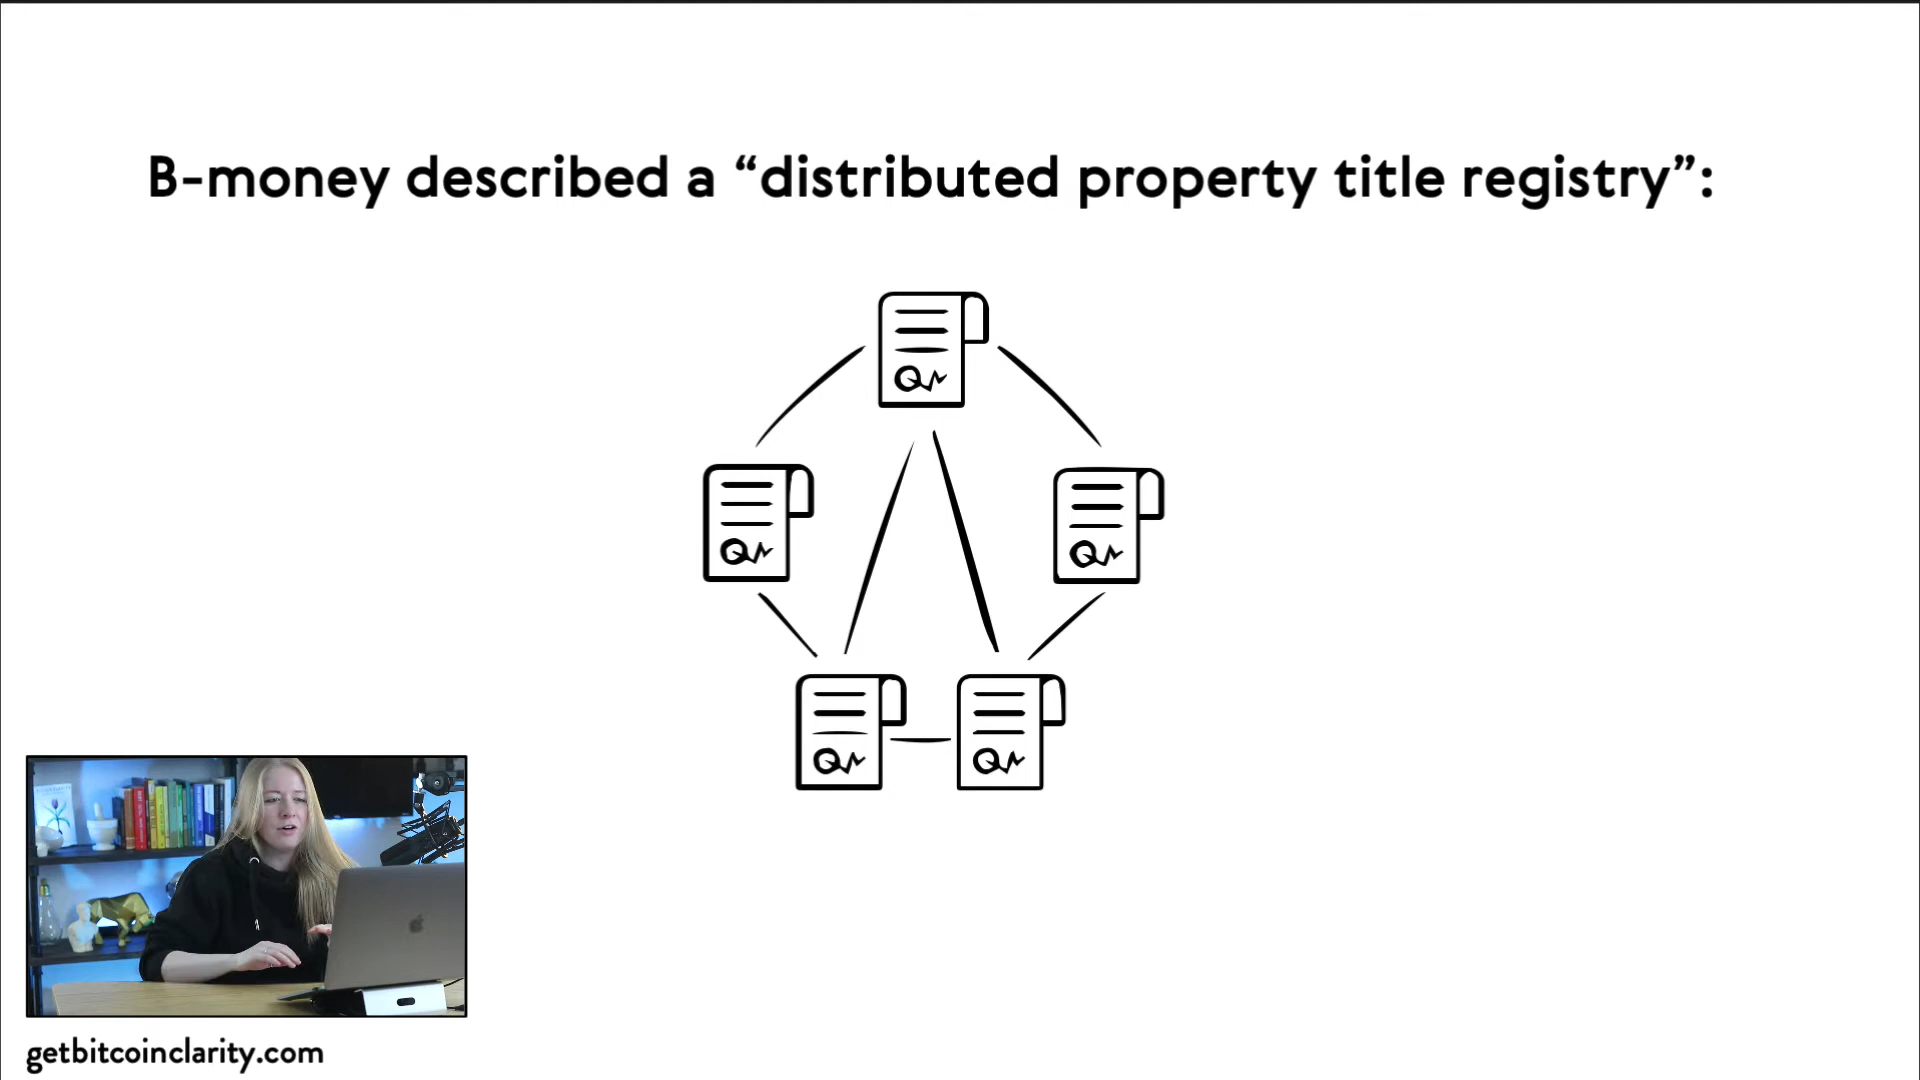 B-money described a “distributed property title registry”:
getbitcoinclarity.com